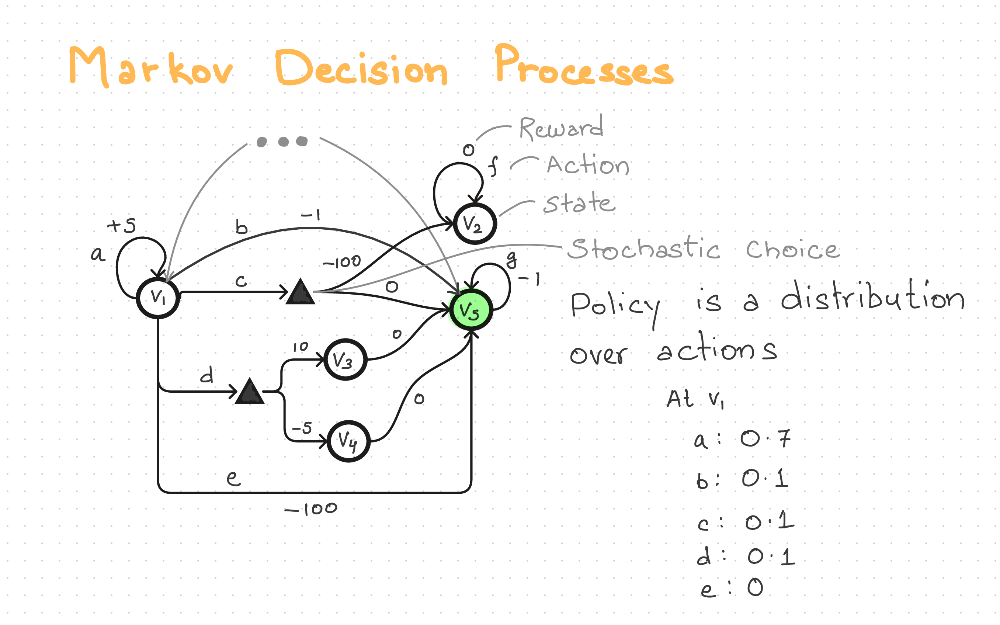 Markov Decision Processes
Reward
0
f
Action
State
V2
+5
a
b
-1
-100
Stochastic Choice
g
-1
c
0
V1
V5
Policy is a distribution
over actions
10
0
V3
d
0
At V1
-5
V4
a: 0.7
e
b: 0.1
-100
c: 0.1
d: 0.1
e: 0